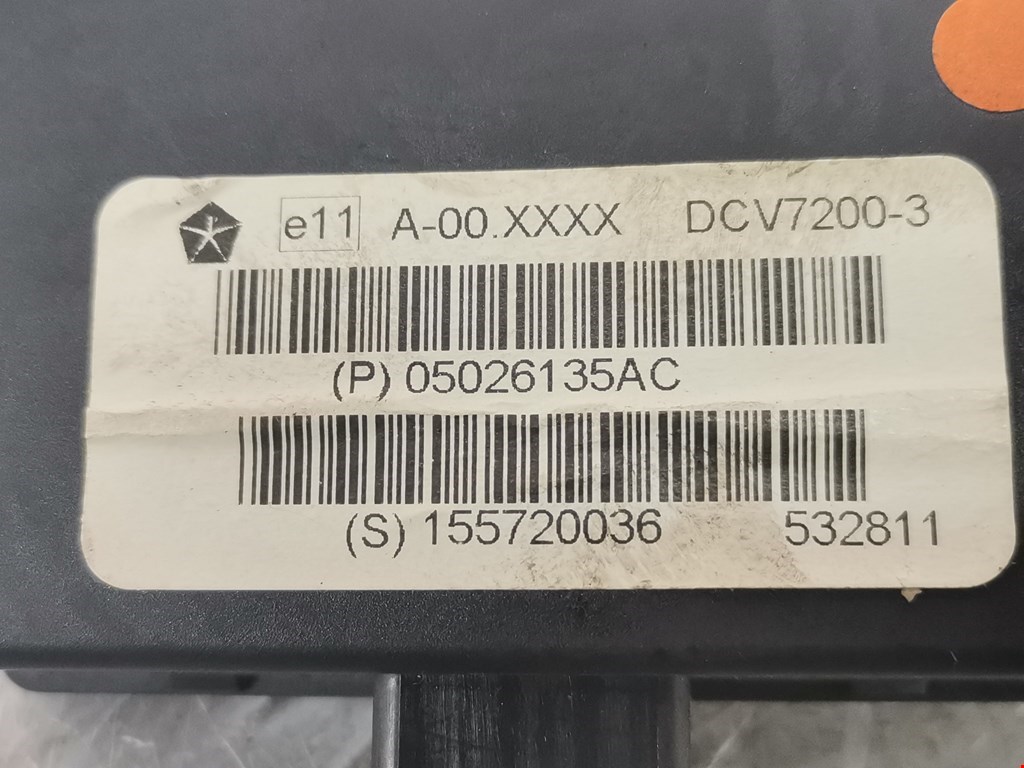 e11 A-00.XXXX DCV7200-3
(P) 05026135AC
(S) 155720036 532811